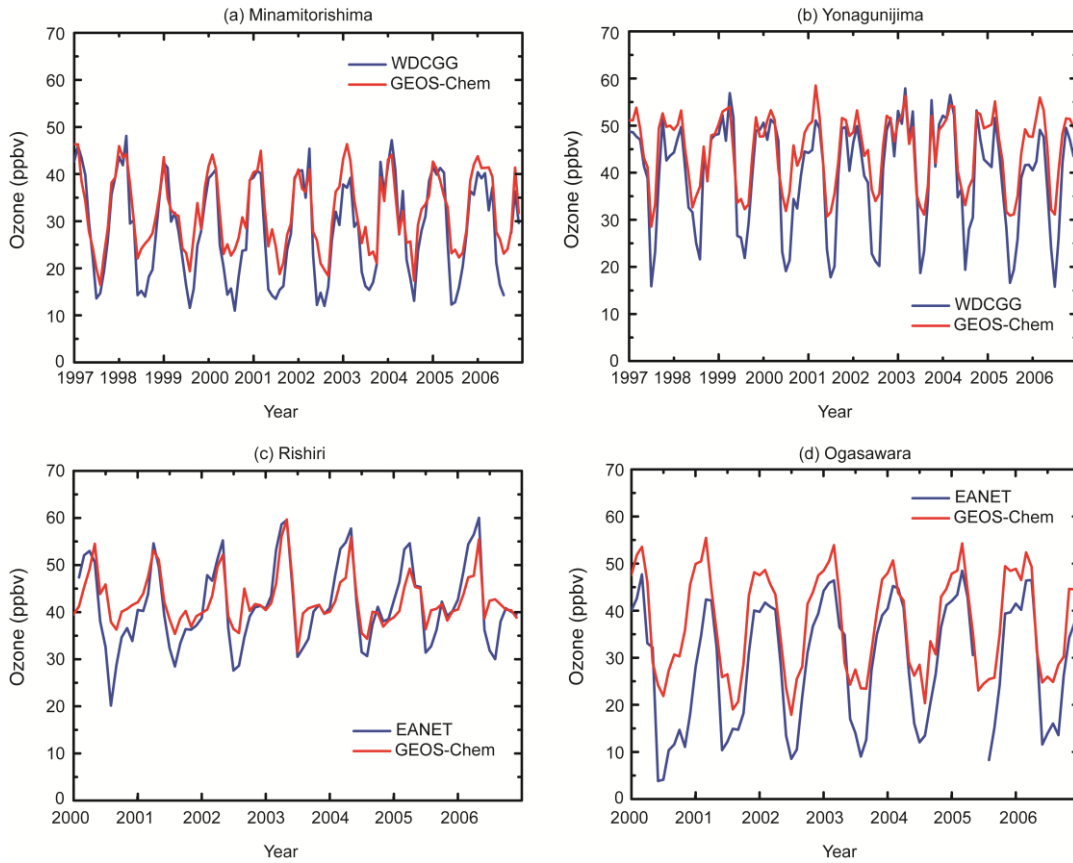 (a) Minamitorishima
70
60
50
40
30
20
10
0
Ozone (ppbv)
WDCGG
GEOS-Chem
1997 1998 1999 2000 2001 2002 2003 2004 2005 2006
Year
(b) Yonagunijima
70
60
50
40
30
20
10
0
Ozone (ppbv)
WDCGG
GEOS-Chem
1997 1998 1999 2000 2001 2002 2003 2004 2005 2006
Year
(c) Rishiri
70
60
50
40
30
20
10
0
Ozone (ppbv)
EANET
GEOS-Chem
2000 2001 2002 2003 2004 2005 2006
Year
(d) Ogasawara
70
60
50
40
30
20
10
0
Ozone (ppbv)
EANET
GEOS-Chem
2000 2001 2002 2003 2004 2005 2006
Year